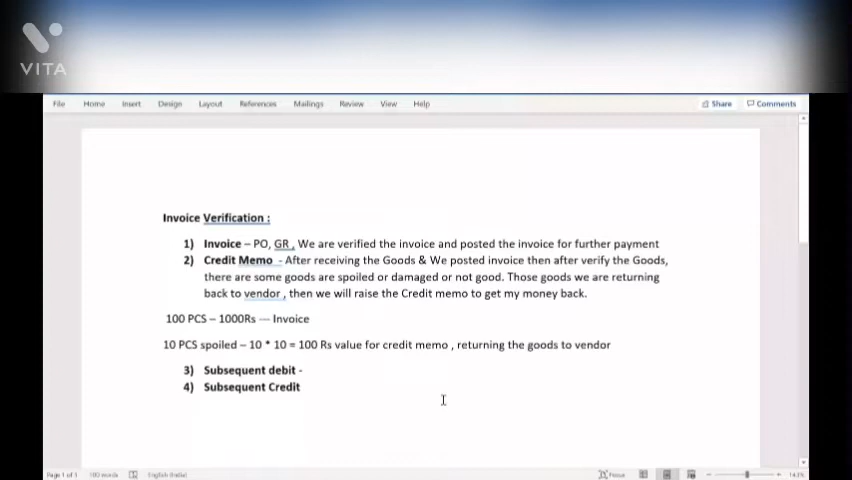 VITA
File Home Insert Design Layout References Mailings Review View Help Share Comments
Invoice Verification :
1) Invoice – PO, GR , We are verified the invoice and posted the invoice for further payment
2) Credit Memo - After receiving the Goods & We posted invoice then after verify the Goods,
there are some goods are spoiled or damaged or not good. Those goods we are returning
back to vendor , then we will raise the Credit memo to get my money back.
100 PCS – 1000Rs --- Invoice
10 PCS spoiled – 10 * 10 = 100 Rs value for credit memo , returning the goods to vendor
3) Subsequent debit -
4) Subsequent Credit
Page 1 of 1 English (India) Focus